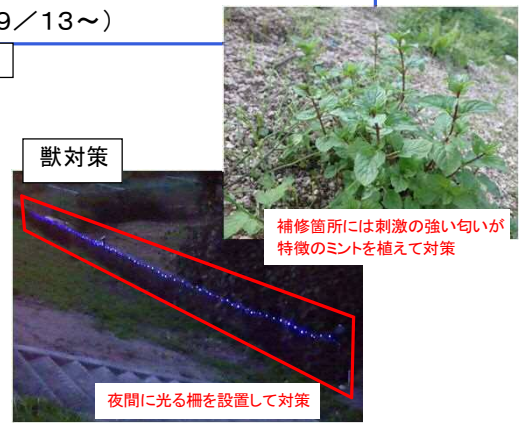 9／13～）
獣対策
補修箇所には刺激の強い匂いが
特徴のミントを植えて対策
夜間に光る柵を設置して対策